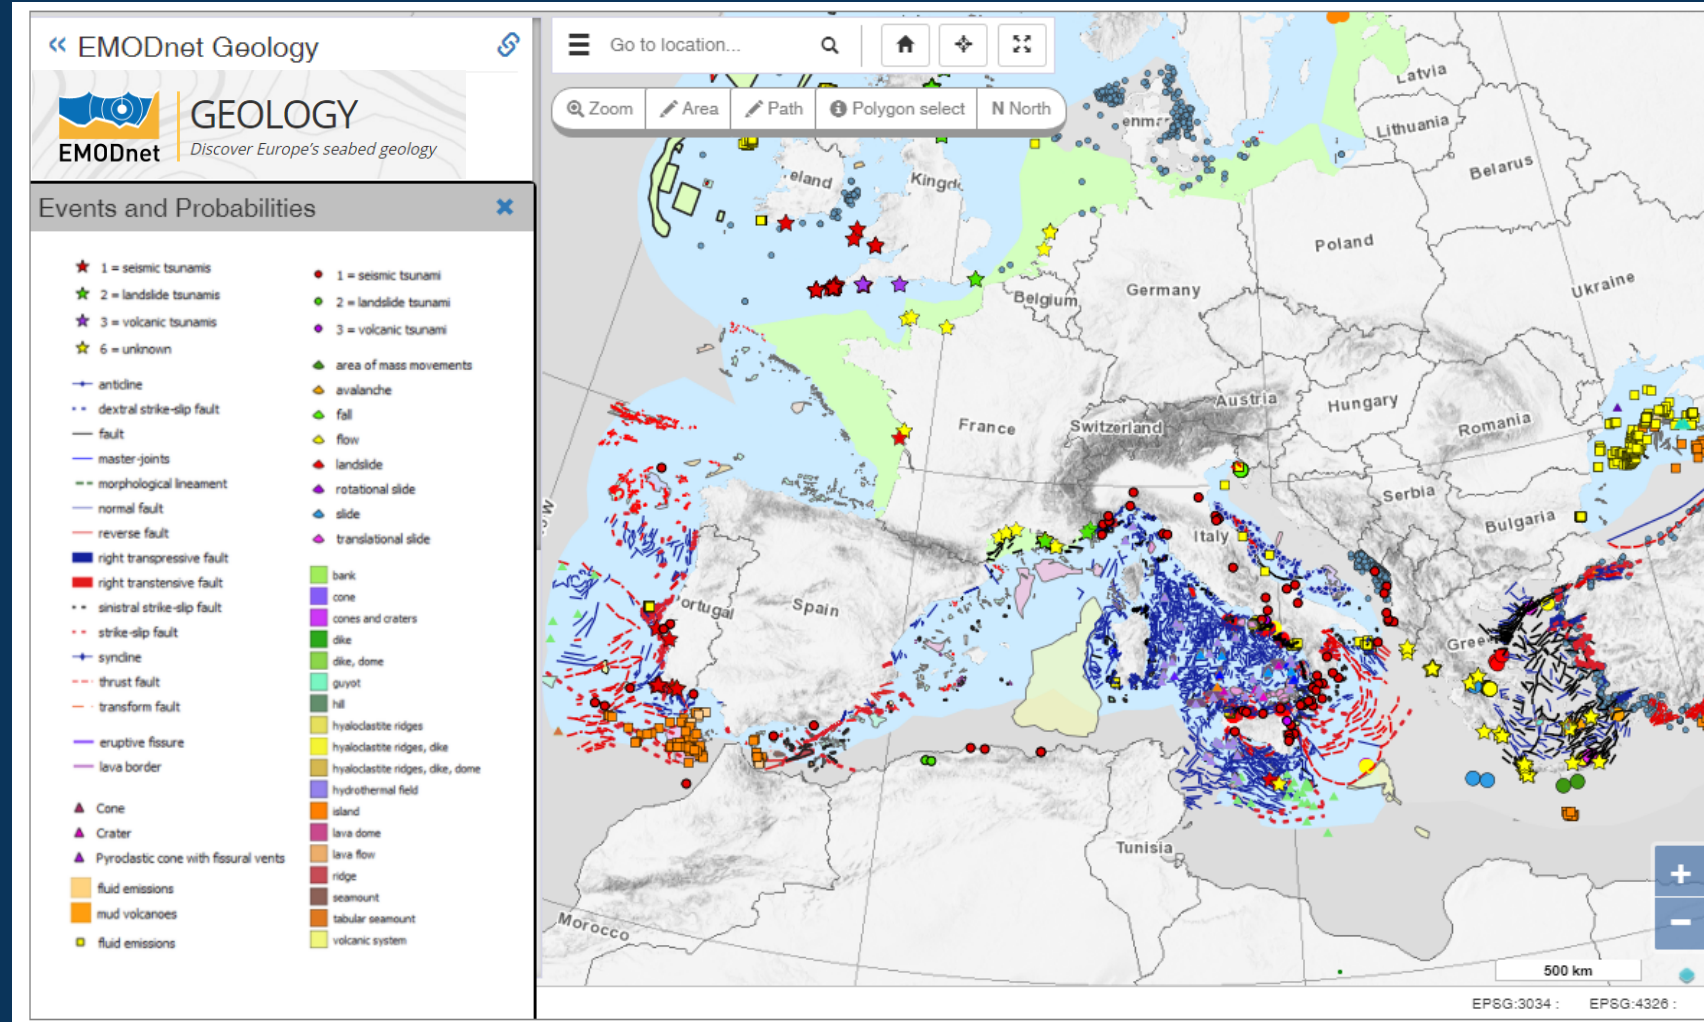 « EMODnet Geology
EMODnet
GEOLOGY
Discover Europe's seabed geology
Events and Probabilities
1 = seismic tsunamis
2 = landslide tsunamis
3 = volcanic tsunamis
6 = unknown
anticline
dextral strike-slip fault
fault
master-joints
morphological lineament
normal fault
reverse fault
right transpressive fault
right transtensive fault
sinistral strike-slip fault
strike-slip fault
syncline
thrust fault
transform fault
eruptive fissure
lava border
Cone
Crater
Pyroclastic cone with fissural vents
fluid emissions
mud volcanoes
fluid emissions
1 = seismic tsunami
2 = landslide tsunami
3 = volcanic tsunami
area of mass movements
avalanche
fall
flow
landslide
rotational slide
slide
translational slide
bank
cone
cones and craters
dike
dike, dome
guyot
hill
hyaloclastite ridges
hyaloclastite ridges, dike
hyaloclastite ridges, dike, dome
hydrothermal field
island
lava dome
lava flow
ridge
seamount
tabular seamount
volcanic system
Go to location...
Zoom
Area
Path
Polygon select
N North
Latvia
Lithuania
Belarus
eland
Kingd
Poland
Ukraine
Belgium
Germany
Austria
Hungary
France
Switzerland
Romania
Serbia
Bulgaria
Italy
ortugal
Spain
Gree
Tunisia
Morocco
+
−
500 km
EPSG:3034 :
EPSG:4326 :